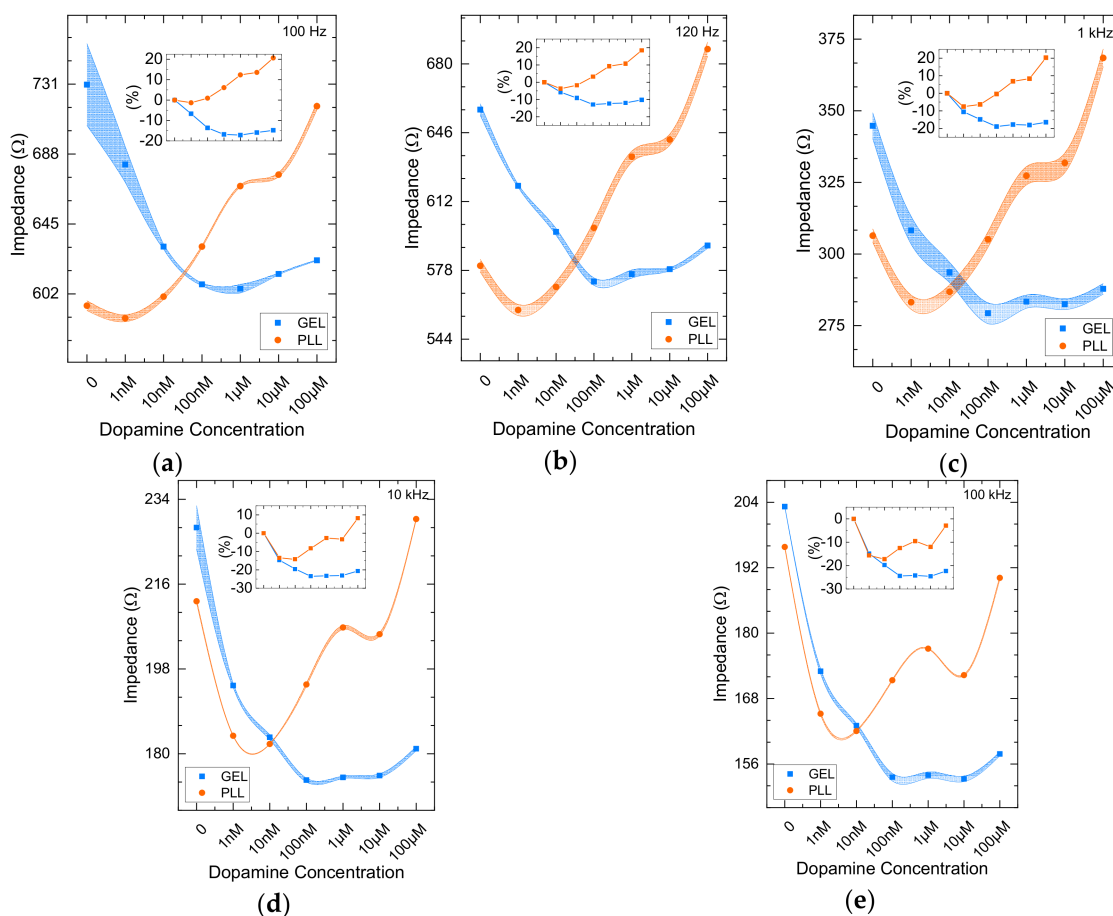 100 Hz
Impedance (Ω)
731
688
645
602
(%)
20
10
0
-10
-20
GEL
PLL
0
1nM
10nM
100nM
1µM
10µM
100µM
Dopamine Concentration
(a)
120 Hz
Impedance (Ω)
680
646
612
578
544
(%)
20
10
0
-10
-20
GEL
PLL
0
1nM
10nM
100nM
1µM
10µM
100µM
Dopamine Concentration
(b)
1 kHz
Impedance (Ω)
375
350
325
300
275
(%)
20
10
0
-10
-20
GEL
PLL
0
1nM
10nM
100nM
1µM
10µM
100µM
Dopamine Concentration
(c)
10 kHz
Impedance (Ω)
234
216
198
180
(%)
10
0
-10
-20
-30
GEL
PLL
0
1nM
10nM
100nM
1µM
10µM
100µM
Dopamine Concentration
(d)
100 kHz
Impedance (Ω)
204
192
180
168
156
(%)
0
-10
-20
-30
GEL
PLL
0
1nM
10nM
100nM
1µM
10µM
100µM
Dopamine Concentration
(e)